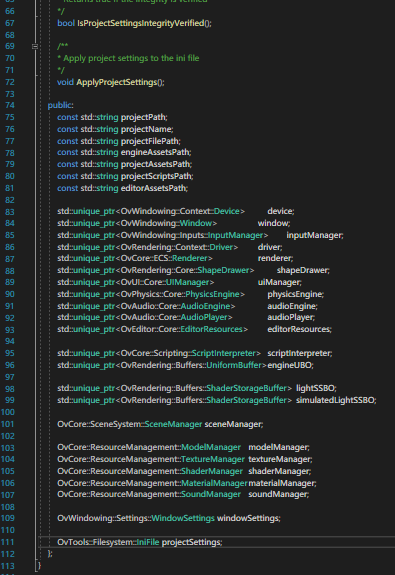 66 */
67 bool IsProjectSettingsIntegrityVerified();
68
69 /**
70 * Apply project settings to the ini file
71 */
72 void ApplyProjectSettings();
73
74 public:
75 const std::string projectPath;
76 const std::string projectName;
77 const std::string projectFilePath;
78 const std::string engineAssetsPath;
79 const std::string projectAssetsPath;
80 const std::string projectScriptsPath;
81 const std::string editorAssetsPath;
82
83 std::unique_ptr<OvWindowing::Context::Device> device;
84 std::unique_ptr<OvWindowing::Window> window;
85 std::unique_ptr<OvWindowing::Inputs::InputManager> inputManager;
86 std::unique_ptr<OvRendering::Context::Driver> driver;
87 std::unique_ptr<OvCore::ECS::Renderer> renderer;
88 std::unique_ptr<OvRendering::Core::ShapeDrawer> shapeDrawer;
89 std::unique_ptr<OvUI::Core::UIManager> uiManager;
90 std::unique_ptr<OvPhysics::Core::PhysicsEngine> physicsEngine;
91 std::unique_ptr<OvAudio::Core::AudioEngine> audioEngine;
92 std::unique_ptr<OvAudio::Core::AudioPlayer> audioPlayer;
93 std::unique_ptr<OvEditor::Core::EditorResources> editorResources;
94
95 std::unique_ptr<OvCore::Scripting::ScriptInterpreter> scriptInterpreter;
96 std::unique_ptr<OvRendering::Buffers::UniformBuffer> engineUBO;
97
98 std::unique_ptr<OvRendering::Buffers::ShaderStorageBuffer> lightSSBO;
99 std::unique_ptr<OvRendering::Buffers::ShaderStorageBuffer> simulatedLightSSBO;
100
101 OvCore::SceneSystem::SceneManager sceneManager;
102
103 OvCore::ResourceManagement::ModelManager modelManager;
104 OvCore::ResourceManagement::TextureManager textureManager;
105 OvCore::ResourceManagement::ShaderManager shaderManager;
106 OvCore::ResourceManagement::MaterialManager materialManager;
107 OvCore::ResourceManagement::SoundManager soundManager;
108
109 OvWindowing::Settings::WindowSettings windowSettings;
110
111 OvTools::Filesystem::IniFile projectSettings;
112 };
113 }